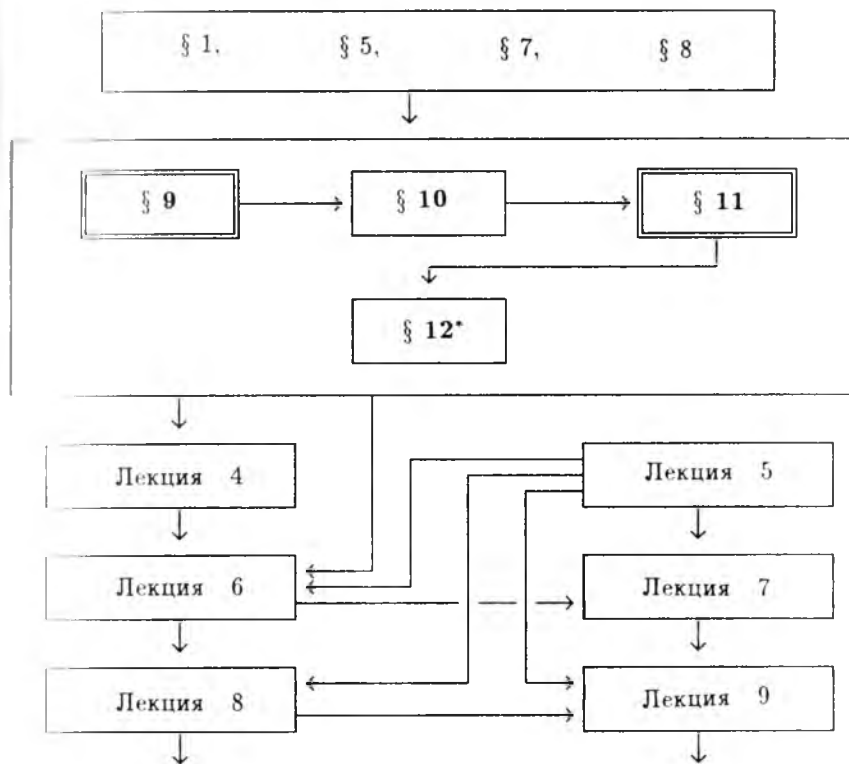 § 1, § 5, § 7, § 8
§ 9 § 10 § 11
§ 12*
Лекция 4 Лекция 5
Лекция 6 Лекция 7
Лекция 8 Лекция 9